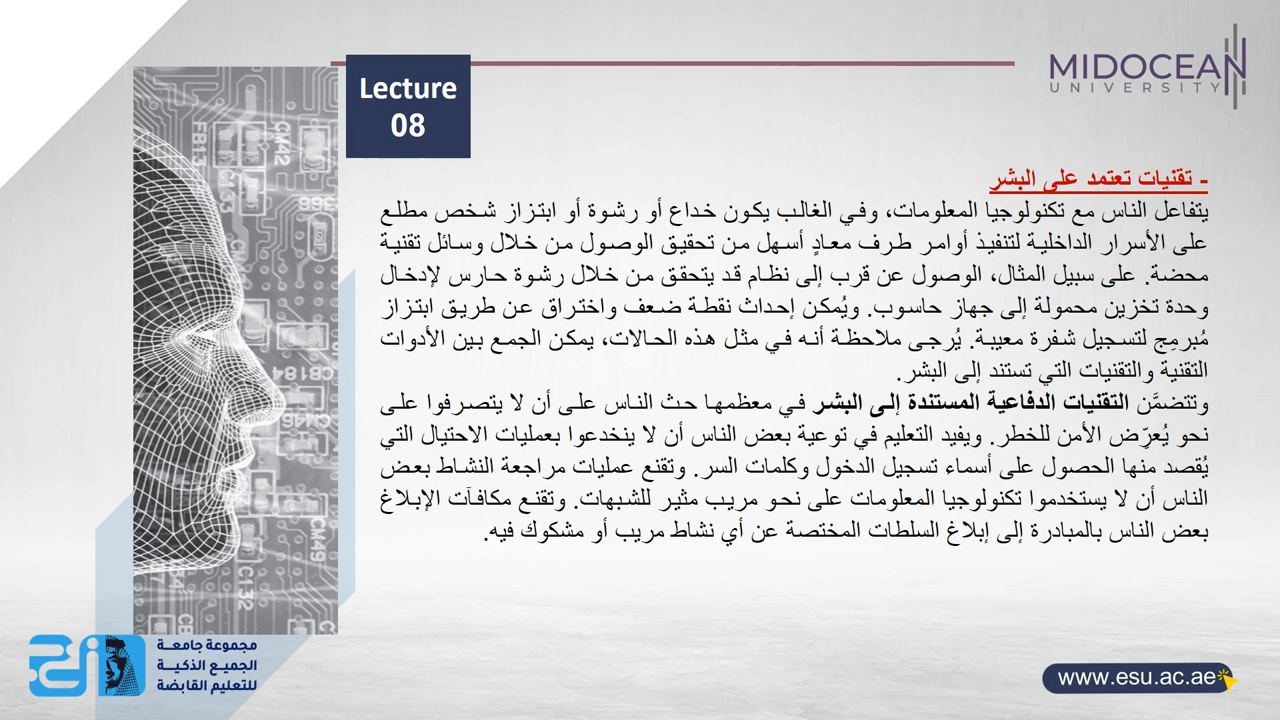 Lecture
08
MIDOCEAN
UNIVERSITY
- تقنيات تعتمد على البشر
يتفاعل الناس مع تكنولوجيا المعلومات، وفي الغالب يكون خداع أو رشوة أو ابتزاز شخص مطلع
على الأسرار الداخلية لتنفيذ أوامر طرف معادٍ أسهل من تحقيق الوصول من خلال وسائل تقنية
محضة. على سبيل المثال، الوصول عن قرب إلى نظام قد يتحقق من خلال رشوة حارس لإدخال
وحدة تخزين محمولة إلى جهاز حاسوب. ويُمكن إحداث نقطة ضعف واختراق عن طريق ابتزاز
مُبرمِج لتسجيل شفرة معيبة. يُرجى ملاحظة أنه في مثل هذه الحالات، يمكن الجمع بين الأدوات
التقنية والتقنيات التي تستند إلى البشر.
وتتضمَّن التقنيات الدفاعية المستندة إلى البشر في معظمها حث الناس على أن لا يتصرفوا على
نحو يُعرِّض الأمن للخطر. ويفيد التعليم في توعية بعض الناس أن لا ينخدعوا بعمليات الاحتيال التي
يُقصد منها الحصول على أسماء تسجيل الدخول وكلمات السر. وتقنع عمليات مراجعة النشاط بعض
الناس أن لا يستخدموا تكنولوجيا المعلومات على نحو مريب مثير للشبهات. وتقنع مكافآت الإبلاغ
بعض الناس بالمبادرة إلى إبلاغ السلطات المختصة عن أي نشاط مريب أو مشكوك فيه.
CM42
CB184
CM49
C132
مجموعة جامعة
الجميع الذكية
للتعليم القابضة
www.esu.ac.ae